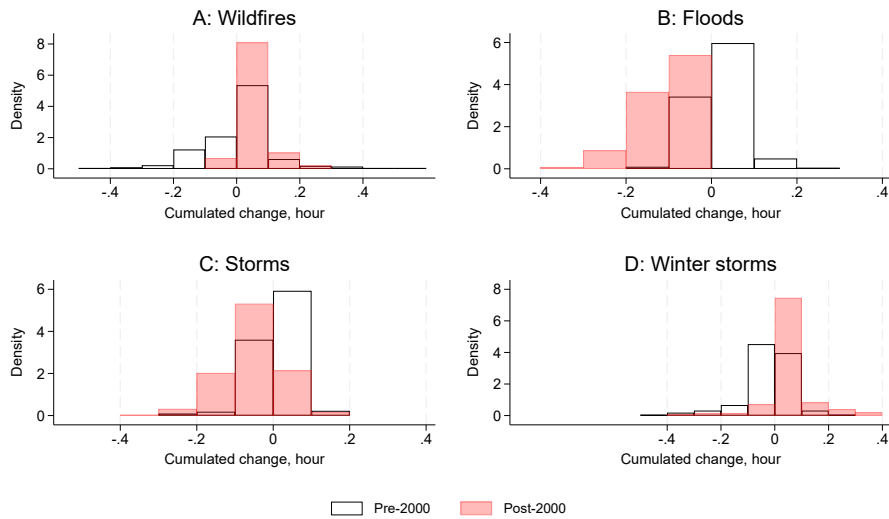 A: Wildfires
Density
8
6
4
2
0
-.4 -.2 0 .2 .4
Cumulated change, hour
B: Floods
Density
6
4
2
0
-.4 -.2 0 .2 .4
Cumulated change, hour
C: Storms
Density
6
4
2
0
-.4 -.2 0 .2 .4
Cumulated change, hour
D: Winter storms
Density
8
6
4
2
0
-.4 -.2 0 .2 .4
Cumulated change, hour
Pre-2000 Post-2000